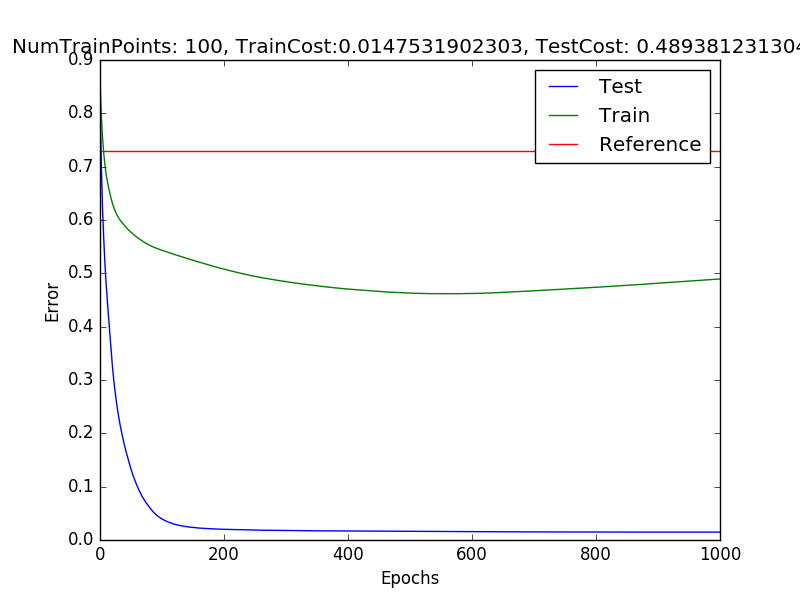 NumTrainPoints: 100, TrainCost:0.0147531902303, TestCost: 0.489381231304
0.9
0.8
0.7
0.6
0.5
0.4
0.3
0.2
0.1
0.0
Error
Test
Train
Reference
0 200 400 600 800 1000
Epochs